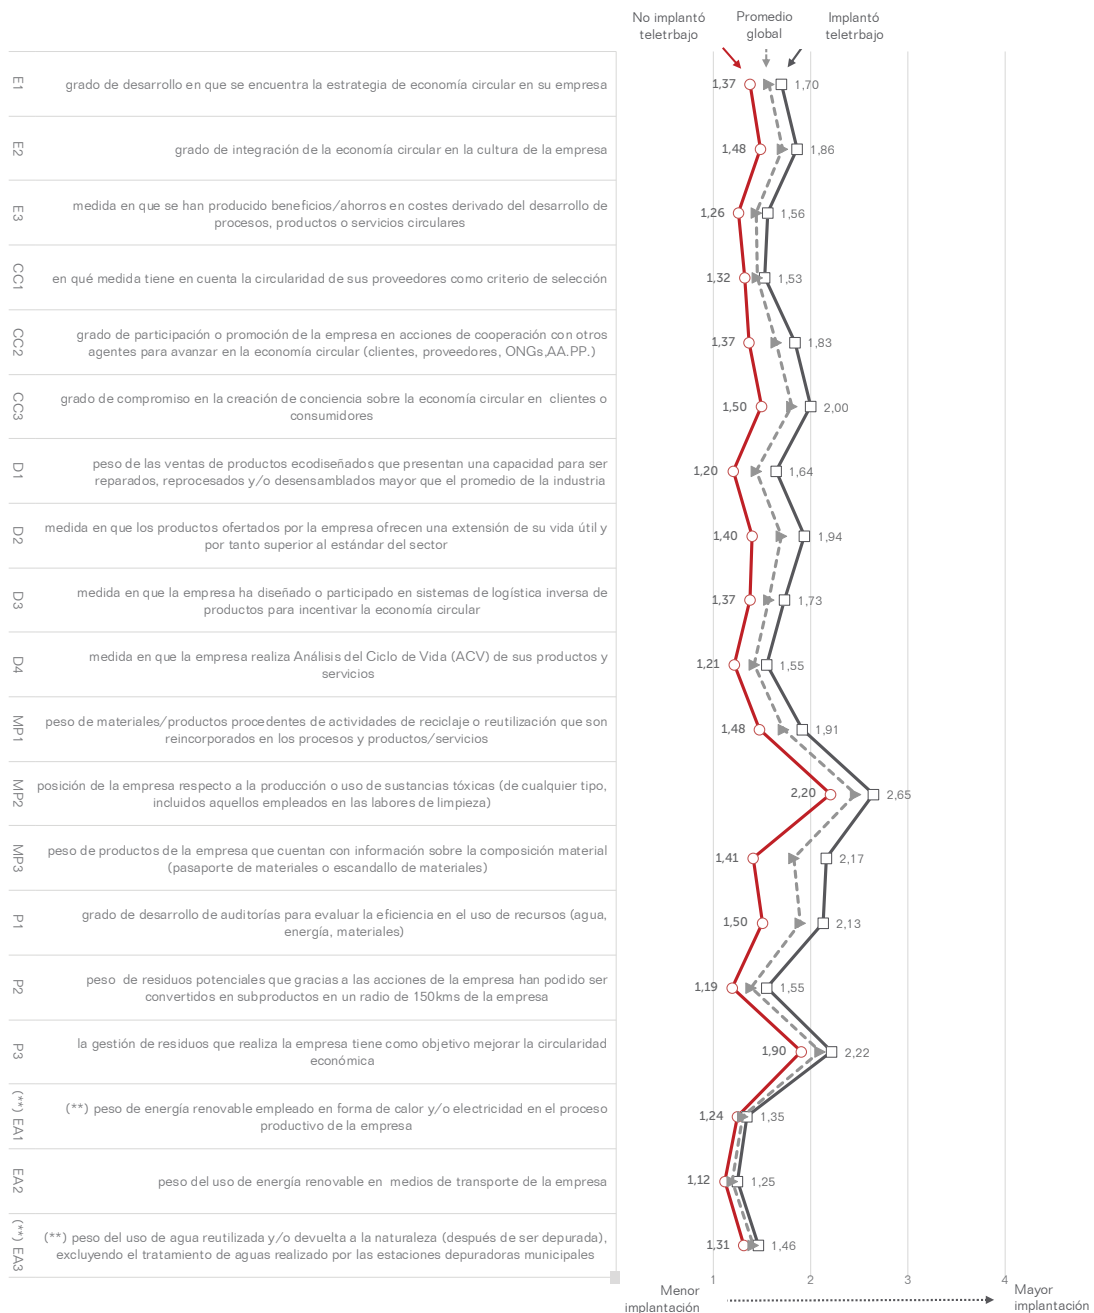 No implantó
teletrbajo
Promedio
global
Implantó
teletrbajo
E1
grado de desarrollo en que se encuentra la estrategia de economía circular en su empresa
1,37
1,70
E2
grado de integración de la economía circular en la cultura de la empresa
1,48
1,86
E3
medida en que se han producido beneficios/ahorros en costes derivado del desarrollo de
procesos, productos o servicios circulares
1,26
1,56
CC1
en qué medida tiene en cuenta la circularidad de sus proveedores como criterio de selección
1,32
1,53
CC2
grado de participación o promoción de la empresa en acciones de cooperación con otros
agentes para avanzar en la economía circular (clientes, proveedores, ONGs,AA.PP.)
1,37
1,83
CC3
grado de compromiso en la creación de conciencia sobre la economía circular en clientes o
consumidores
1,50
2,00
D1
peso de las ventas de productos ecodiseñados que presentan una capacidad para ser
reparados, reprocesados y/o desensamblados mayor que el promedio de la industria
1,20
1,64
D2
medida en que los productos ofertados por la empresa ofrecen una extensión de su vida útil y
por tanto superior al estándar del sector
1,40
1,94
D3
medida en que la empresa ha diseñado o participado en sistemas de logística inversa de
productos para incentivar la economía circular
1,37
1,73
D4
medida en que la empresa realiza Análisis del Ciclo de Vida (ACV) de sus productos y
servicios
1,21
1,55
MP1
peso de materiales/productos procedentes de actividades de reciclaje o reutilización que son
reincorporados en los procesos y productos/servicios
1,48
1,91
MP2
posición de la empresa respecto a la producción o uso de sustancias tóxicas (de cualquier tipo,
incluidos aquellos empleados en las labores de limpieza)
2,20
2,65
MP3
peso de productos de la empresa que cuentan con información sobre la composición material
(pasaporte de materiales o escandallo de materiales)
1,41
2,17
P1
grado de desarrollo de auditorías para evaluar la eficiencia en el uso de recursos (agua,
energía, materiales)
1,50
2,13
P2
peso de residuos potenciales que gracias a las acciones de la empresa han podido ser
convertidos en subproductos en un radio de 150kms de la empresa
1,19
1,55
P3
la gestión de residuos que realiza la empresa tiene como objetivo mejorar la circularidad
económica
1,90
2,22
(**) EA1
(**) peso de energía renovable empleado en forma de calor y/o electricidad en el proceso
productivo de la empresa
1,24
1,35
EA2
peso del uso de energía renovable en medios de transporte de la empresa
1,12
1,25
(**) EA3
(**) peso del uso de agua reutilizada y/o devuelta a la naturaleza (después de ser depurada),
excluyendo el tratamiento de aguas realizado por las estaciones depuradoras municipales
1,31
1,46
1
2
3
4
Menor
implantación
Mayor
implantación